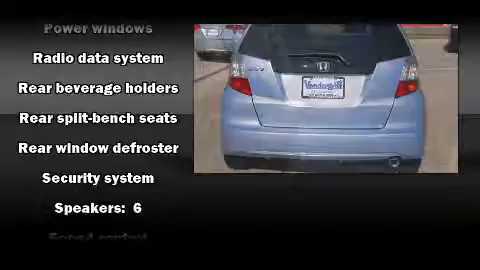 Power windows
Radio data system
Rear beverage holders
Rear split-bench seats
Rear window defroster
Security system
Speakers: 6
Vandergriff